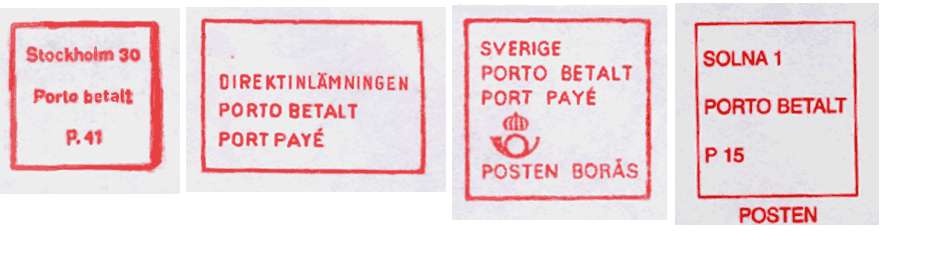 Stockholm 30
Porto betalt
P. 41
DIREKTINLÄMNINGEN
PORTO BETALT
PORT PAYÉ
SVERIGE
PORTO BETALT
PORT PAYÉ
POSTEN BORÅS
SOLNA 1
PORTO BETALT
P 15
POSTEN